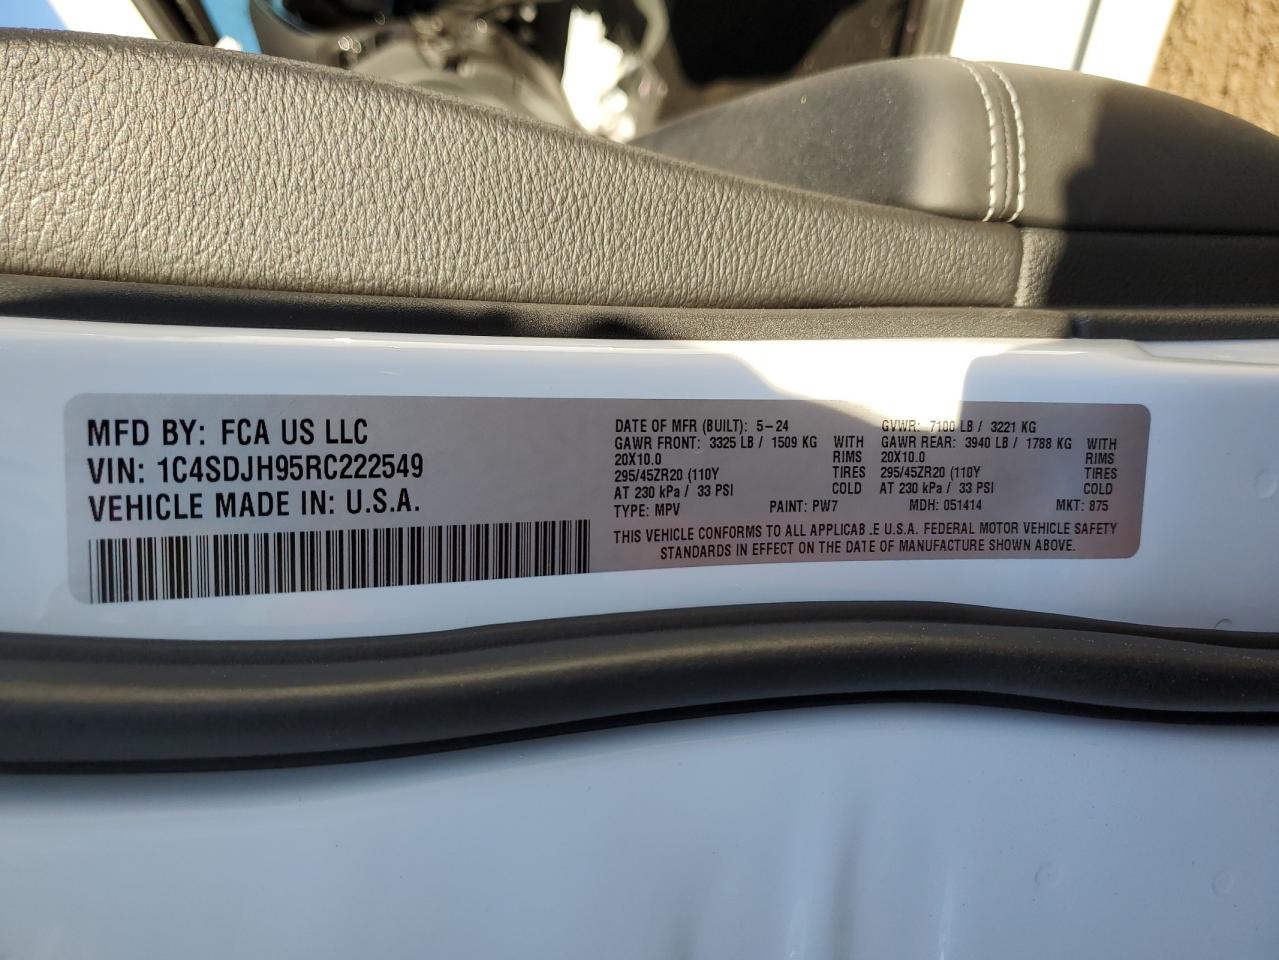 MFD BY: FCA US LLC
VIN: 1C4SDJH95RC222549
VEHICLE MADE IN: U.S.A.
DATE OF MFR (BUILT): 5-24
GAWR FRONT: 3325 LB / 1509 KG WITH
20X10.0 RIMS
295/45ZR20 (110Y TIRES
AT 230 kPa / 33 PSI COLD
TYPE: MPV PAINT: PW7
GVWR: 7100 LB / 3221 KG
GAWR REAR: 3940 LB / 1788 KG WITH
20X10.0 RIMS
295/45ZR20 (110Y TIRES
AT 230 kPa / 33 PSI COLD
MDH: 051414 MKT: 875
THIS VEHICLE CONFORMS TO ALL APPLICAB_E U.S.A. FEDERAL MOTOR VEHICLE SAFETY
STANDARDS IN EFFECT ON THE DATE OF MANUFACTURE SHOWN ABOVE.